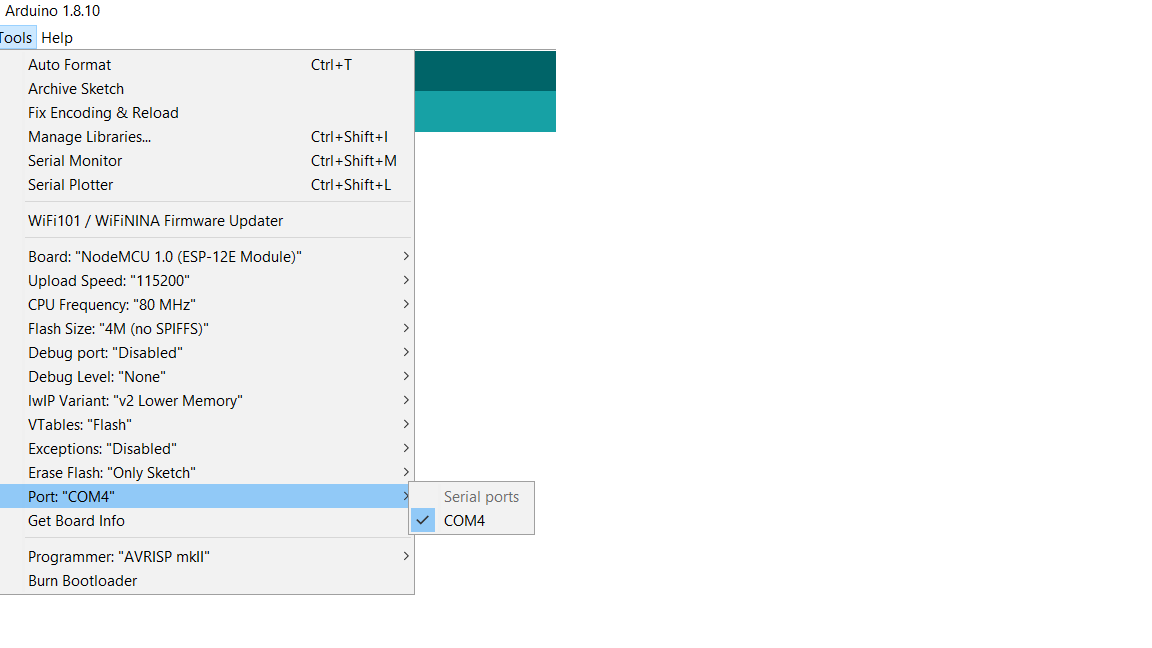 Arduino 1.8.10
Tools Help
Auto Format Ctrl+T
Archive Sketch
Fix Encoding & Reload
Manage Libraries... Ctrl+Shift+I
Serial Monitor Ctrl+Shift+M
Serial Plotter Ctrl+Shift+L
WiFi101 / WiFiNINA Firmware Updater
Board: "NodeMCU 1.0 (ESP-12E Module)"
Upload Speed: "115200"
CPU Frequency: "80 MHz"
Flash Size: "4M (no SPIFFS)"
Debug port: "Disabled"
Debug Level: "None"
IwIP Variant: "v2 Lower Memory"
VTables: "Flash"
Exceptions: "Disabled"
Erase Flash: "Only Sketch"
Port: "COM4" Serial ports
Get Board Info COM4
Programmer: "AVRISP mkII"
Burn Bootloader